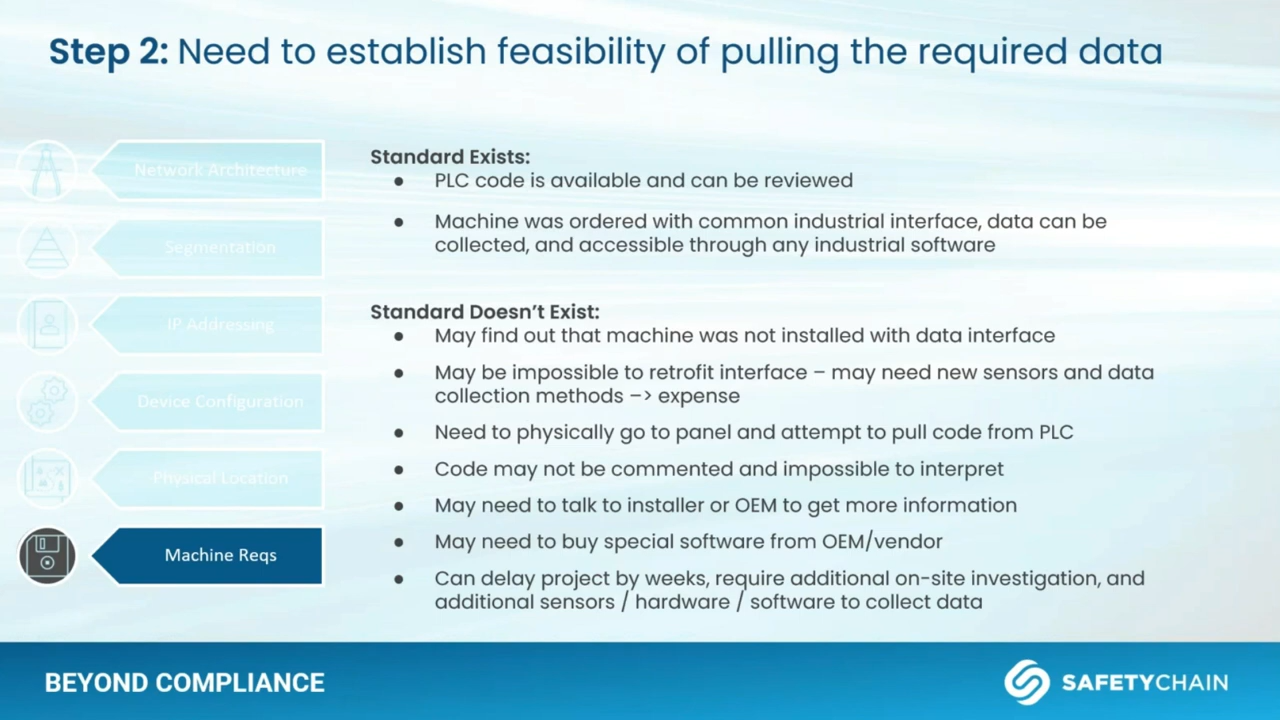 Step 2: Need to establish feasibility of pulling the required data
Network Architecture
Segmentation
IP Addressing
Device Configuration
Physical Location
Machine Reqs
Standard Exists:
● PLC code is available and can be reviewed
● Machine was ordered with common industrial interface, data can be
collected, and accessible through any industrial software
Standard Doesn’t Exist:
● May find out that machine was not installed with data interface
● May be impossible to retrofit interface – may need new sensors and data
collection methods –> expense
● Need to physically go to panel and attempt to pull code from PLC
● Code may not be commented and impossible to interpret
● May need to talk to installer or OEM to get more information
● May need to buy special software from OEM/vendor
● Can delay project by weeks, require additional on-site investigation, and
additional sensors / hardware / software to collect data
BEYOND COMPLIANCE
SAFETYCHAIN